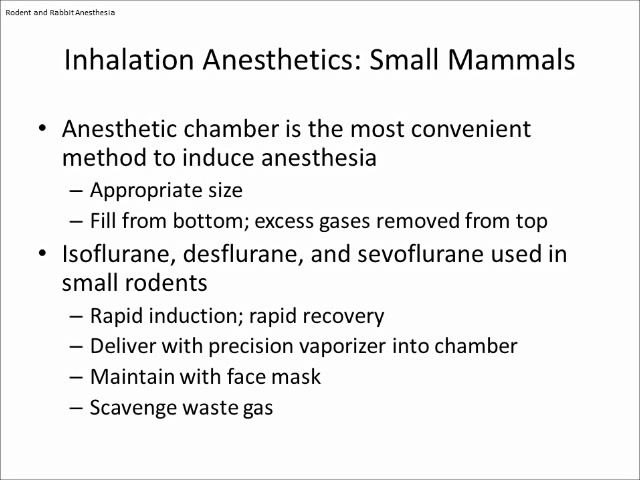 Rodent and Rabbit Anesthesia
Inhalation Anesthetics: Small Mammals
• Anesthetic chamber is the most convenient
method to induce anesthesia
– Appropriate size
– Fill from bottom; excess gases removed from top
• Isoflurane, desflurane, and sevoflurane used in
small rodents
– Rapid induction; rapid recovery
– Deliver with precision vaporizer into chamber
– Maintain with face mask
– Scavenge waste gas